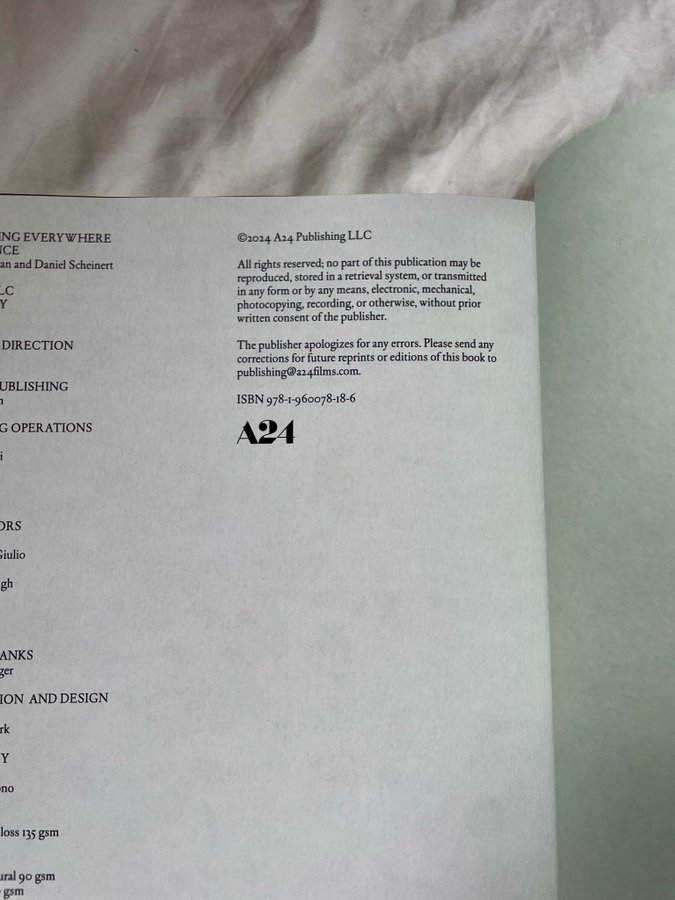 ING EVERYWHERE
NCE
an and Daniel Scheinert
LC
Y
DIRECTION
UBLISHING
n
G OPERATIONS
i
ORS
Giulio
gh
ANKS
ger
ION AND DESIGN
rk
Y
ono
loss 135 gsm
ural 90 gsm
gsm
©2024 A24 Publishing LLC
All rights reserved; no part of this publication may be
reproduced, stored in a retrieval system, or transmitted
in any form or by any means, electronic, mechanical,
photocopying, recording, or otherwise, without prior
written consent of the publisher.
The publisher apologizes for any errors. Please send any
corrections for future reprints or editions of this book to
publishing@a24films.com.
ISBN 978-1-960078-18-6
A24